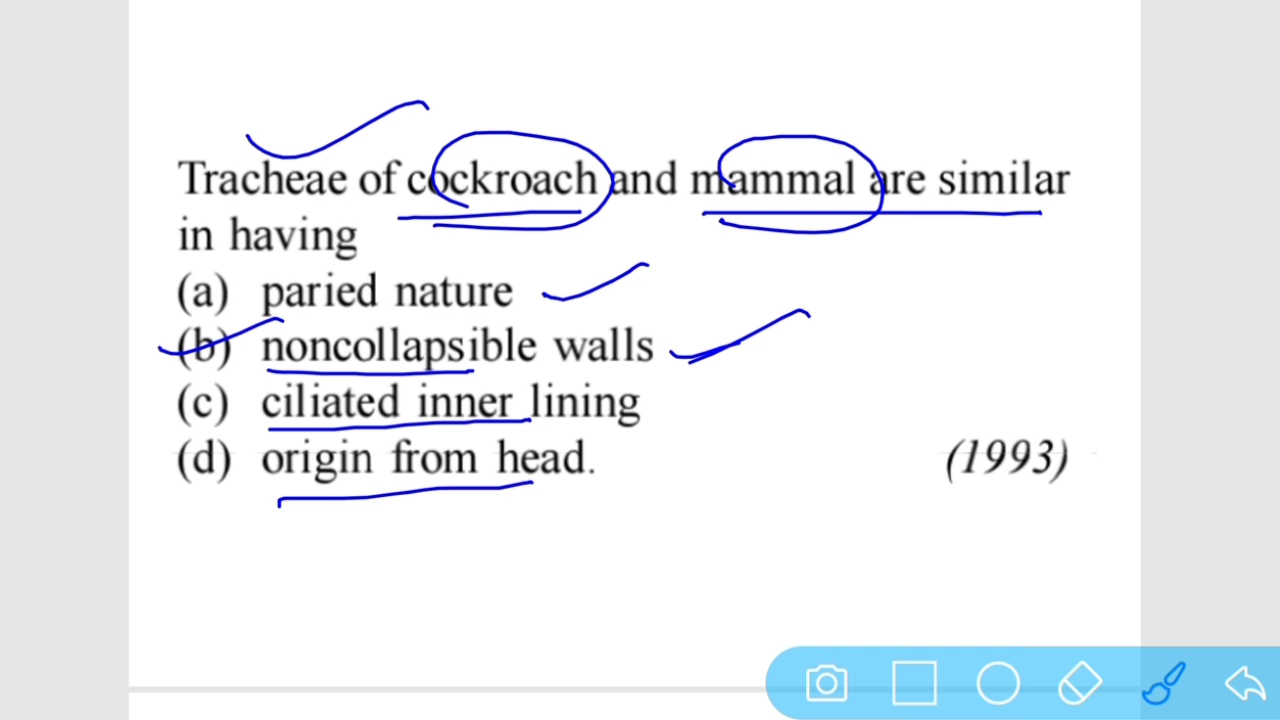 Tracheae of cockroach and mammal are similar
in having
(a) paried nature
(b) noncollapsible walls
(c) ciliated inner lining
(d) origin from head. (1993)